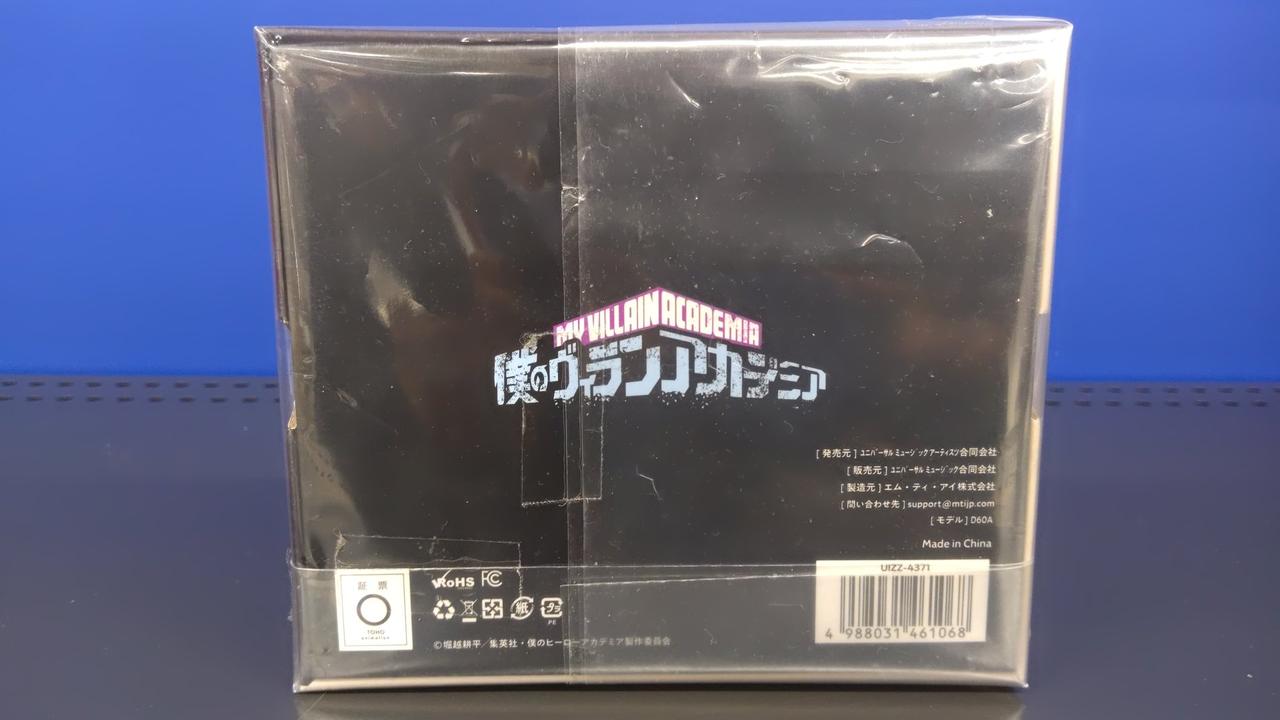 MY VILLAIN ACADEMIA
僕のヴィランアカデミア
[ 発売元 ] ユニバーサル ミュージックアーティスツ合同会社
[ 販売元 ] ユニバーサル ミュージック合同会社
[ 製造元 ] エム・ティ・アイ株式会社
[ 問い合わせ先 ] support@mtijp.com
[ モデル ] D60A
Made in China
証 票
TOHO
animation
RoHS FC
紙 プラ
PE
©堀越耕平／集英社・僕のヒーローアカデミア製作委員会
UIZZ-4371
4 988031 461068